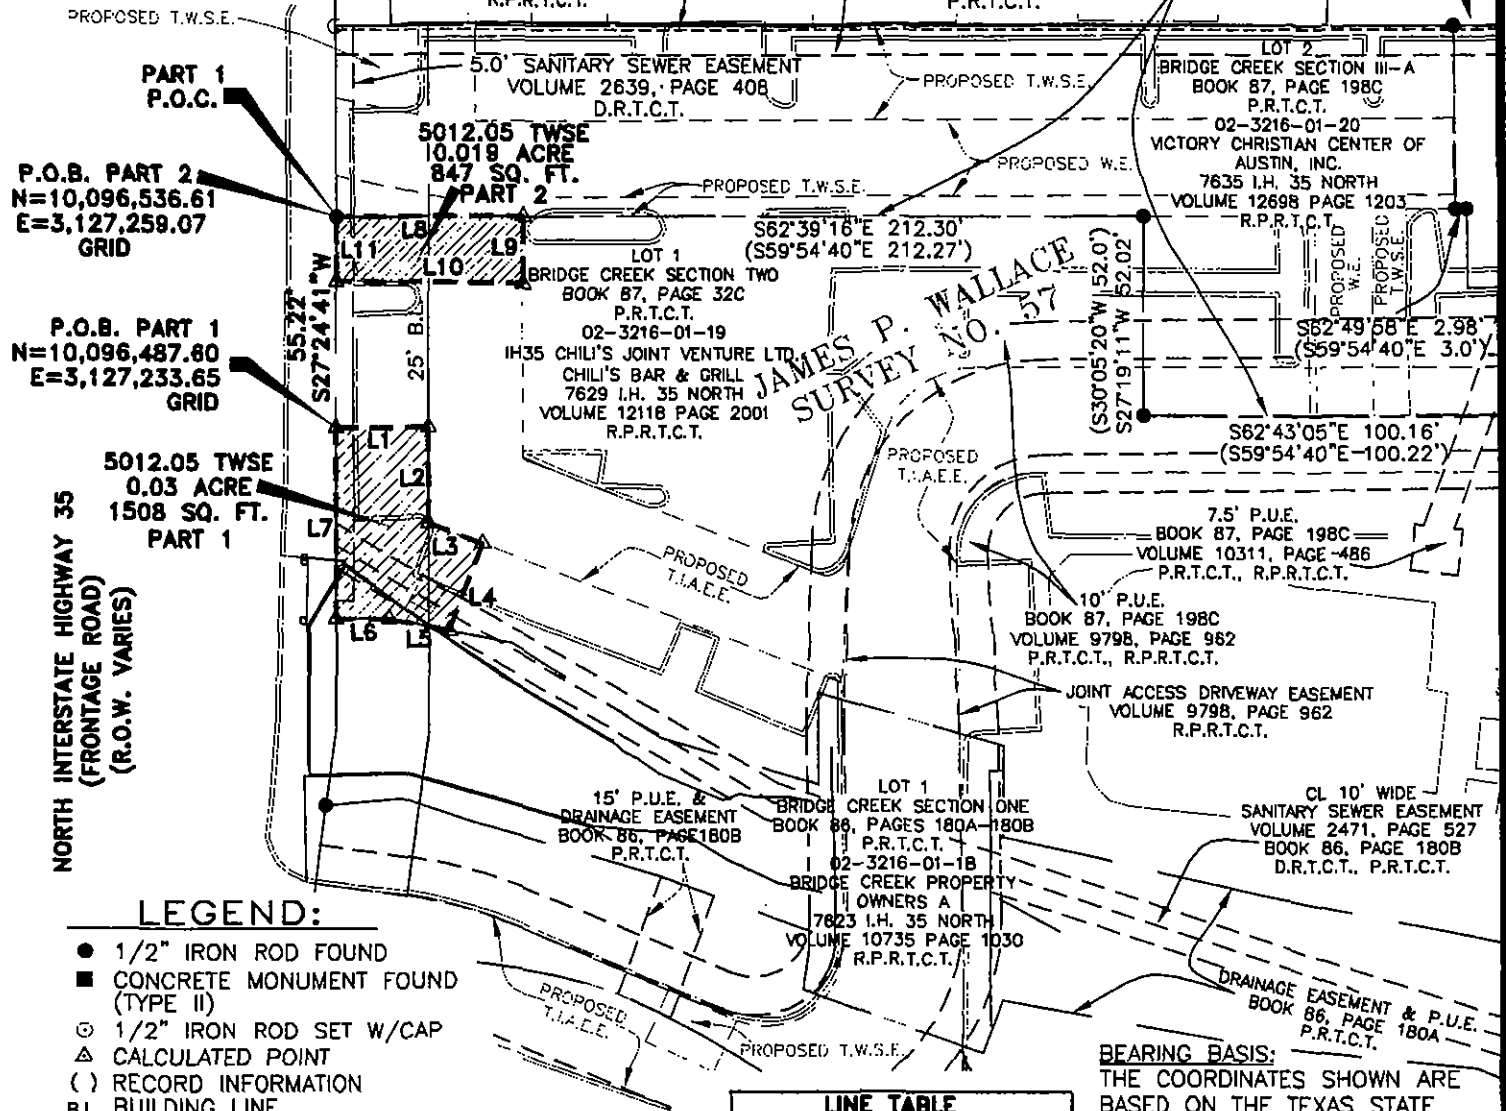 R.P.R.T.C.T.
P.R.T.C.T.
PROPOSED T.W.S.E.
PART 1
P.O.C.
5.0' SANITARY SEWER EASEMENT
VOLUME 2639, PAGE 408
D.R.T.C.T.
PROPOSED T.W.S.E.
LOT 2
BRIDGE CREEK SECTION III-A
BOOK 87, PAGE 198C
P.R.T.C.T.
02-3216-01-20
VICTORY CHRISTIAN CENTER OF
AUSTIN, INC.
7635 I.H. 35 NORTH
VOLUME 12698 PAGE 1203
R.P.R.T.C.T.
5012.05 TWSE
0.019 ACRE
847 SQ. FT.
PART 2
PROPOSED W.E.
PROPOSED T.W.S.E.
P.O.B. PART 2
N=10,096,536.61
E=3,127,259.07
GRID
L8
L9
L11
L10
S62°39'16"E 212.30'
(S59°54'40"E 212.27')
LOT 1
BRIDGE CREEK SECTION TWO
BOOK 87, PAGE 32C
P.R.T.C.T.
02-3216-01-19
IH35 CHILI'S JOINT VENTURE LTD.
CHILI'S BAR & GRILL
7629 I.H. 35 NORTH
VOLUME 12118 PAGE 2001
R.P.R.T.C.T.
JAMES P. WALLACE
SURVEY NO. 57
(S30°05'20"W 52.0')
S27°19'11"W 52.02'
PROPOSED
W.E.
PROPOSED
T.W.S.E.
S62°49'58"E 2.98'
(S59°54'40"E 3.0')
55.22'
S27°24'41"W
25' B.L.
P.O.B. PART 1
N=10,096,487.80
E=3,127,233.65
GRID
L1
L2
L3
L4
L5
L6
L7
S62°43'05"E 100.16'
(S59°54'40"E-100.22')
5012.05 TWSE
0.03 ACRE
1508 SQ. FT.
PART 1
PROPOSED
T.I.A.E.E.
PROPOSED
T.I.A.E.E.
7.5' P.U.E.
BOOK 87, PAGE 198C
VOLUME 10311, PAGE 486
P.R.T.C.T., R.P.R.T.C.T.
10' P.U.E.
BOOK 87, PAGE 198C
VOLUME 9798, PAGE 962
P.R.T.C.T., R.P.R.T.C.T.
NORTH INTERSTATE HIGHWAY 35
(FRONTAGE ROAD)
(R.O.W. VARIES)
JOINT ACCESS DRIVEWAY EASEMENT
VOLUME 9798, PAGE 962
R.P.R.T.C.T.
15' P.U.E. &
DRAINAGE EASEMENT
BOOK 86, PAGE180B
P.R.T.C.T.
LOT 1
BRIDGE CREEK SECTION ONE
BOOK 86, PAGES 180A-180B
P.R.T.C.T.
02-3216-01-18
BRIDGE CREEK PROPERTY
OWNERS A
7623 I.H. 35 NORTH
VOLUME 10735 PAGE 1030
R.P.R.T.C.T.
CL 10' WIDE
SANITARY SEWER EASEMENT
VOLUME 2471, PAGE 527
BOOK 86, PAGE 180B
D.R.T.C.T., P.R.T.C.T.
LEGEND:
1/2" IRON ROD FOUND
CONCRETE MONUMENT FOUND
(TYPE II)
1/2" IRON ROD SET W/CAP
CALCULATED POINT
( ) RECORD INFORMATION
B.L. BUILDING LINE
PROPOSED
T.I.A.E.E.
PROPOSED T.W.S.E.
DRAINAGE EASEMENT & P.U.E.
BOOK 86, PAGE 180A
P.R.T.C.T.
LINE TABLE
BEARING BASIS:
THE COORDINATES SHOWN ARE
BASED ON THE TEXAS STATE